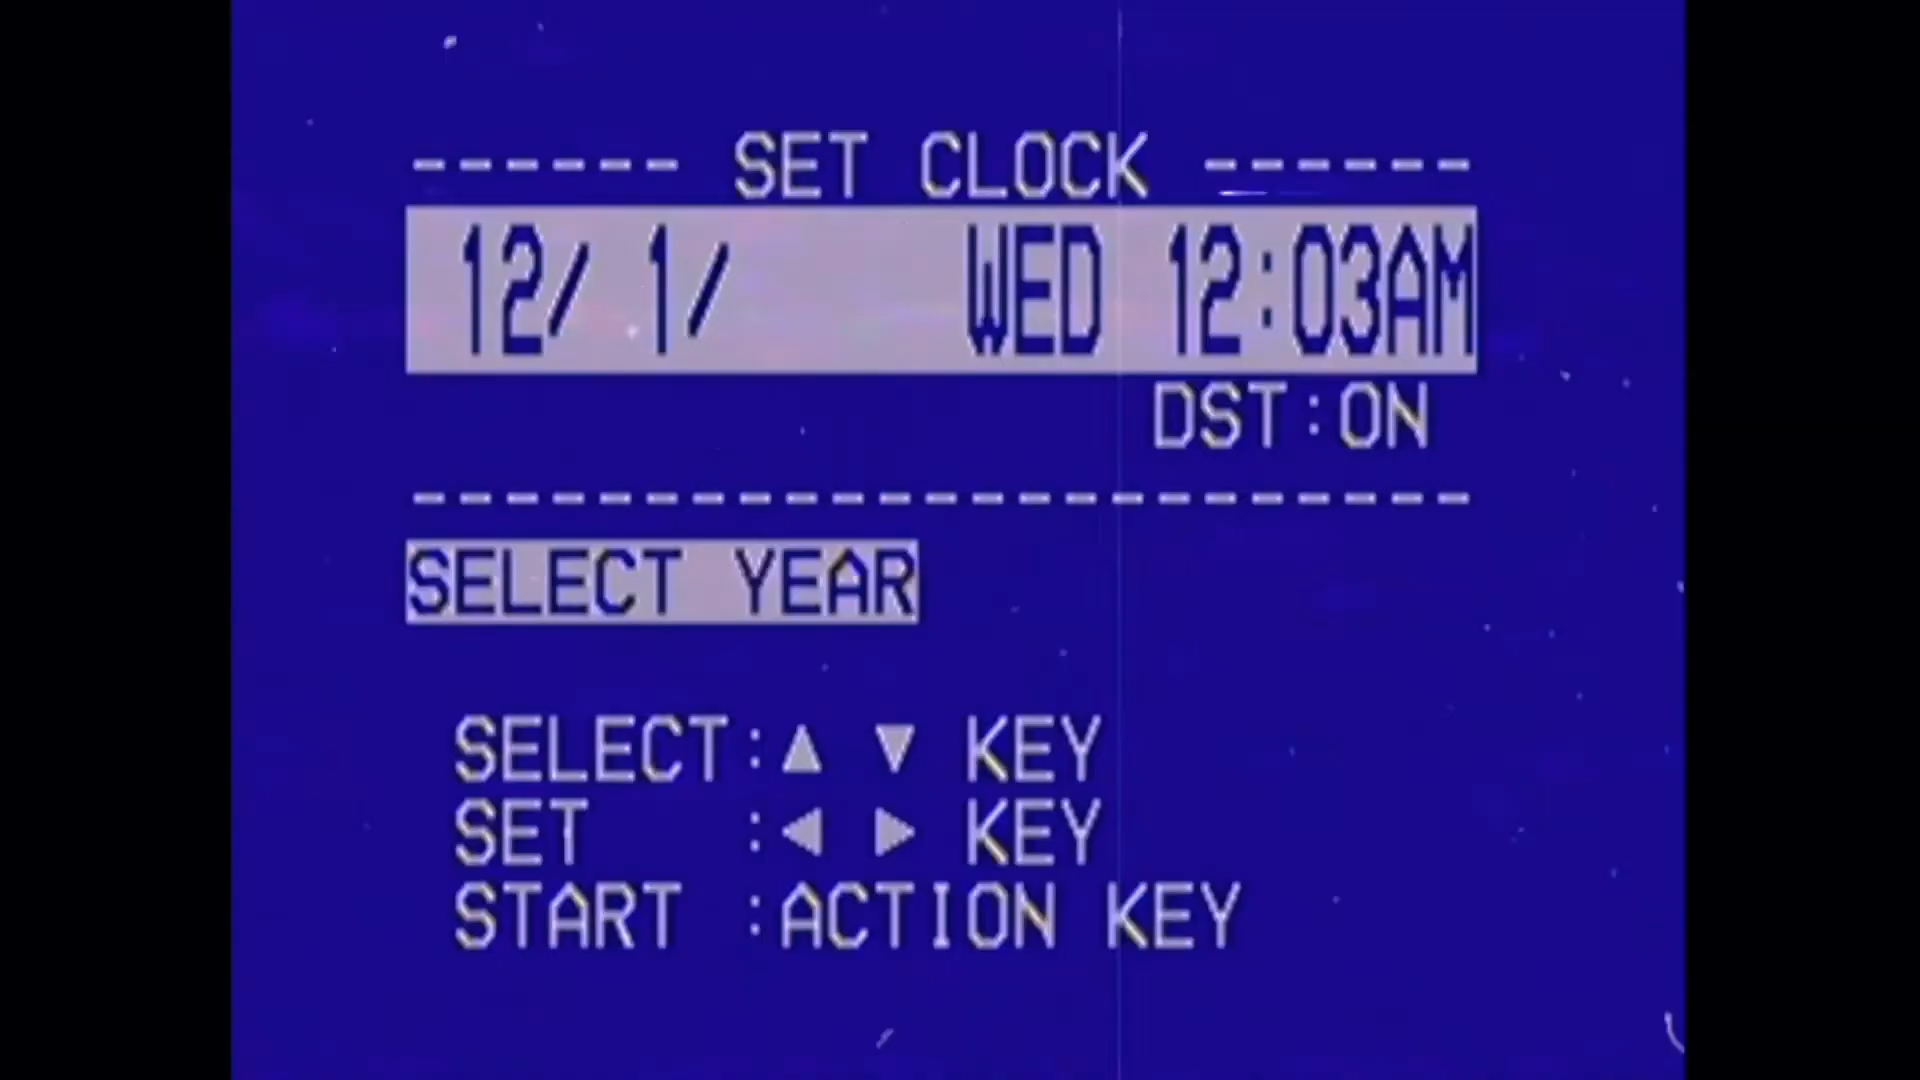 ------ SET CLOCK ------
12/ 1/ WED 12:03AM
DST:ON
-----------------------
SELECT YEAR
SELECT:▲ ▼ KEY
SET :◀ ▶ KEY
START :ACTION KEY